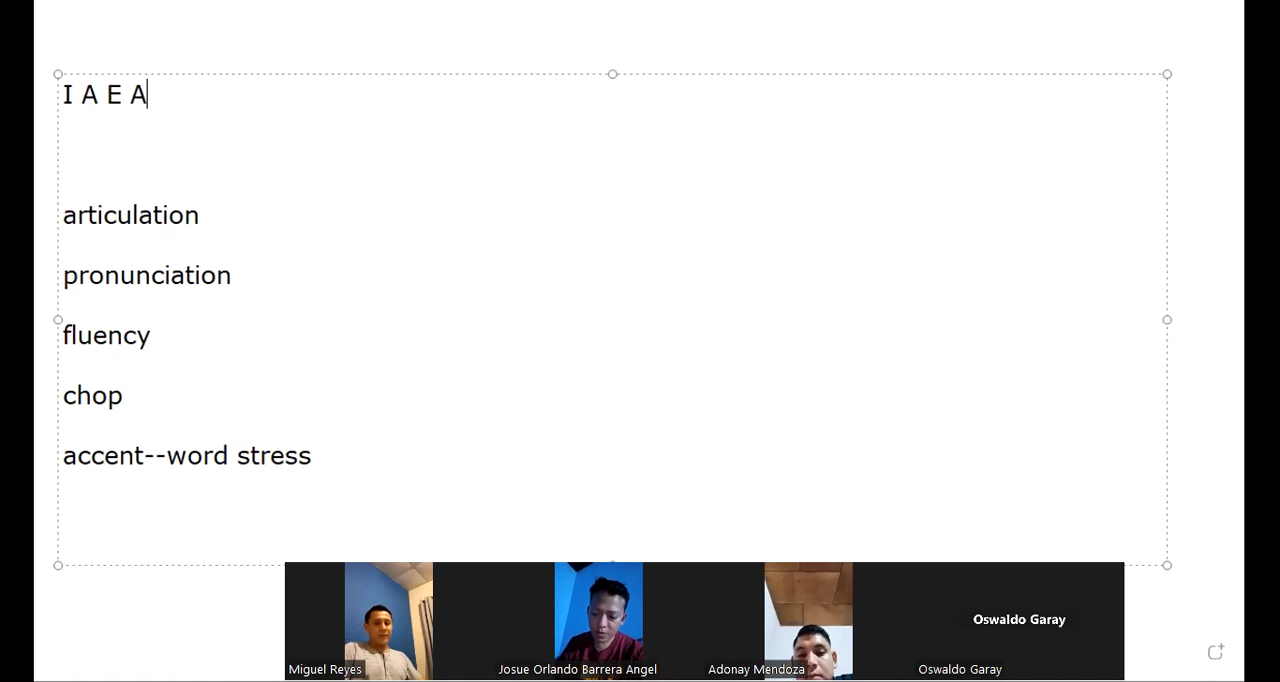 I A E A
articulation
pronunciation
fluency
chop
accent--word stress
Oswaldo Garay
Miguel Reyes
Josue Orlando Barrera Angel
Adonay Mendoza
Oswaldo Garay